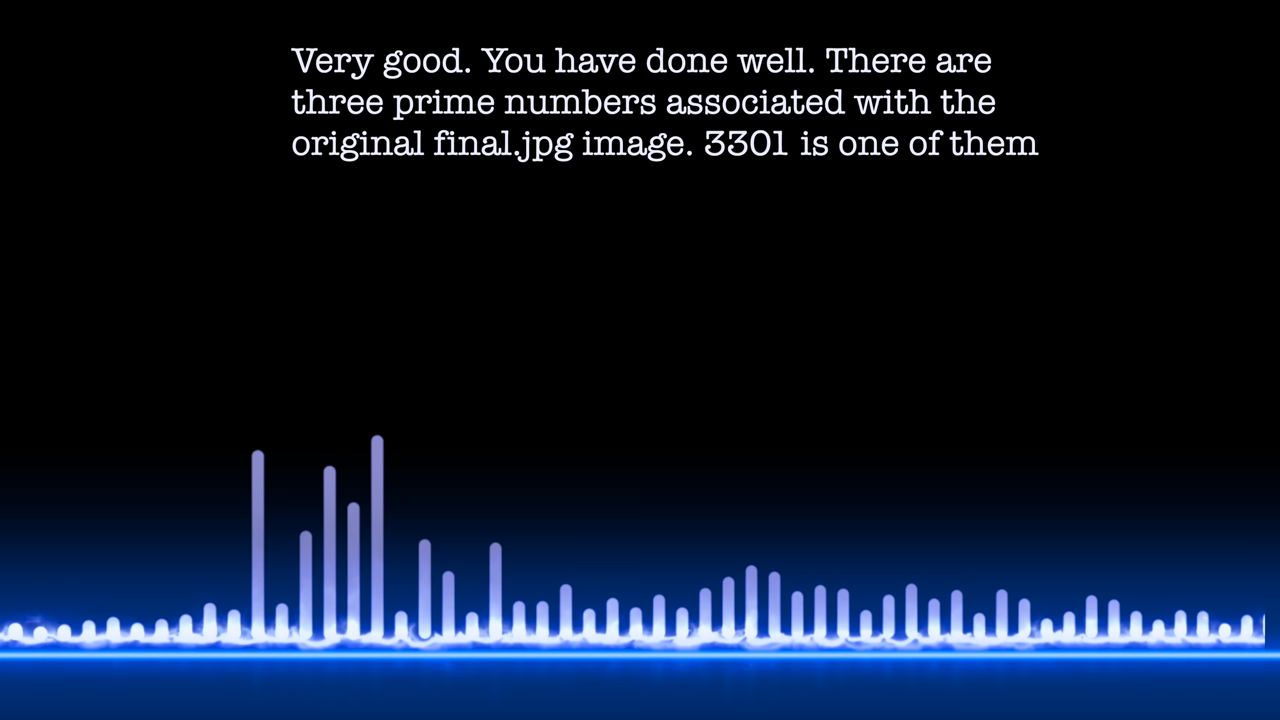 Very good. You have done well. There are
three prime numbers associated with the
original final.jpg image. 3301 is one of them